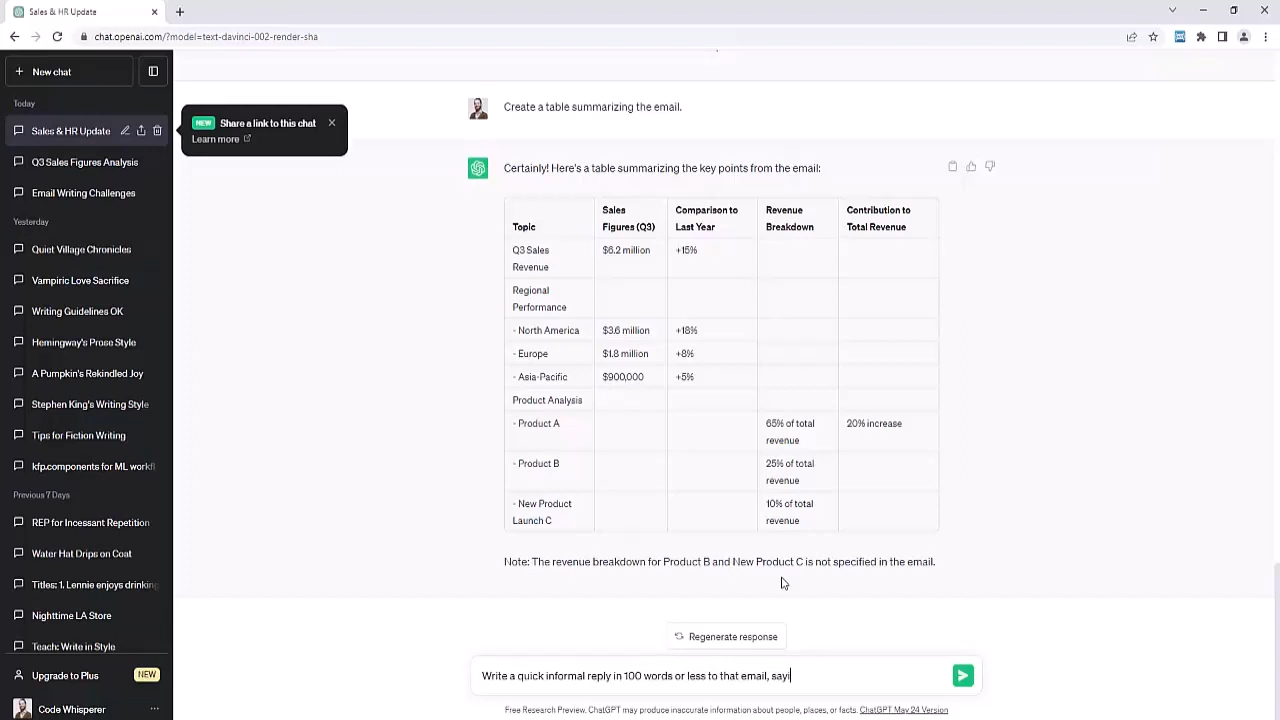 Sales & HR Update
chat.openai.com/?model=text-davinci-002-render-sha
New chat
Today
Sales & HR Update
Q3 Sales Figures Analysis
Email Writing Challenges
Yesterday
Quiet Village Chronicles
Vampiric Love Sacrifice
Writing Guidelines OK
Hemingway's Prose Style
A Pumpkin's Rekindled Joy
Stephen King's Writing Style
Tips for Fiction Writing
kfp.components for ML workfl
Previous 7 Days
REP for Incessant Repetition
Water Hat Drips on Coat
Titles: 1. Lennie enjoys drinking
Nighttime LA Store
Teach: Write in Style
Upgrade to Plus NEW
Code Whisperer
NEW Share a link to this chat
Learn more
Create a table summarizing the email.
Certainly! Here's a table summarizing the key points from the email:
Topic Sales Figures (Q3) Comparison to Last Year Revenue Breakdown Contribution to Total Revenue
Q3 Sales Revenue $6.2 million +15%
Regional Performance
- North America $3.6 million +18%
- Europe $1.8 million +8%
- Asia-Pacific $900,000 +5%
Product Analysis
- Product A 65% of total revenue 20% increase
- Product B 25% of total revenue
- New Product Launch C 10% of total revenue
Note: The revenue breakdown for Product B and New Product C is not specified in the email.
Regenerate response
Write a quick informal reply in 100 words or less to that email, sayi
Free Research Preview. ChatGPT may produce inaccurate information about people, places, or facts. ChatGPT May 24 Version